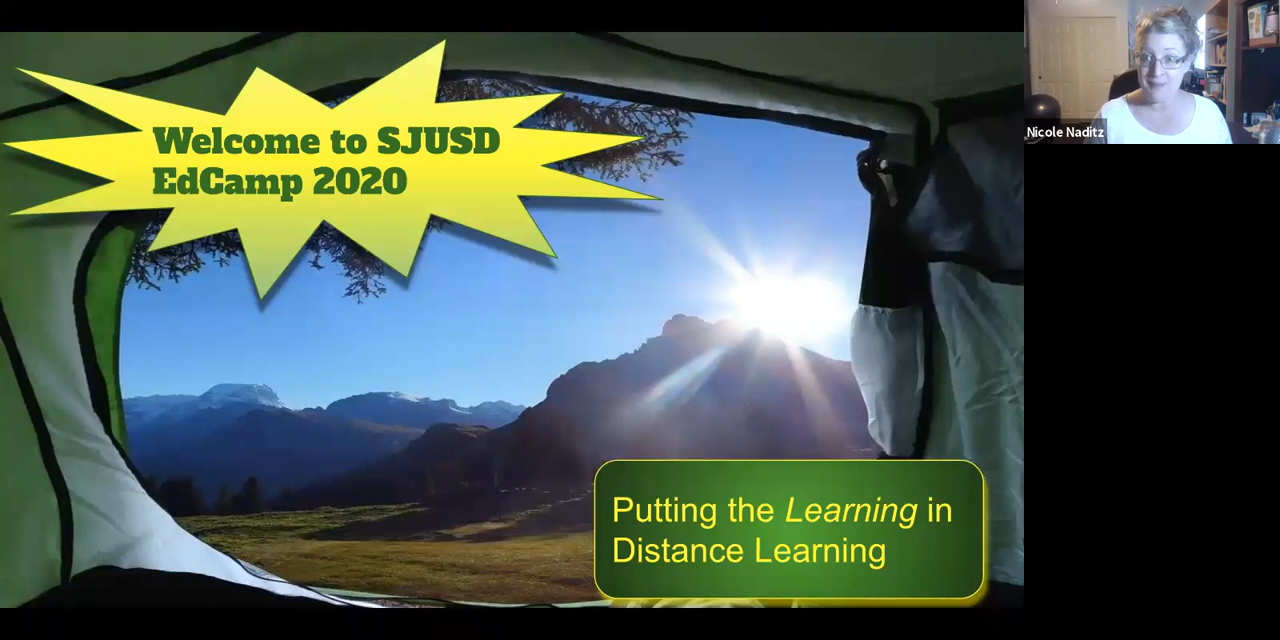 Welcome to SJUSD
EdCamp 2020
Nicole Naditz
Putting the Learning in
Distance Learning